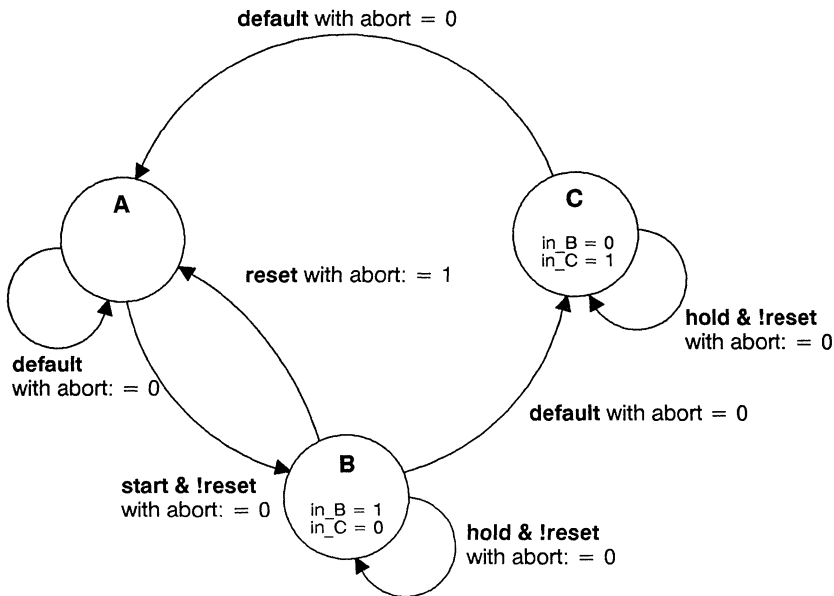 default with abort = 0
A
C
in_B = 0
in_C = 1
reset with abort: = 1
hold & !reset
with abort: = 0
default
with abort: = 0
default with abort = 0
B
in_B = 1
in_C = 0
start & !reset
with abort: = 0
hold & !reset
with abort: = 0